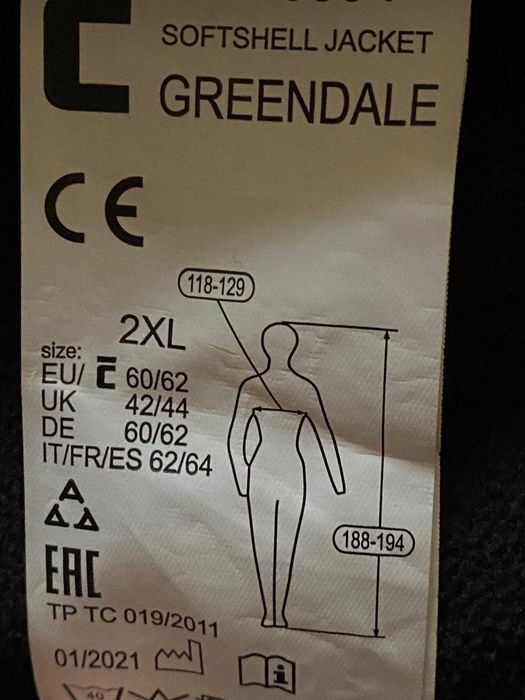 SOFTSHELL JACKET
GREENDALE
CE
118-129
2XL
size:
EU/ C̄ 60/62
UK 42/44
DE 60/62
IT/FR/ES 62/64
188-194
EAC
TP TC 019/2011
01/2021
i
40